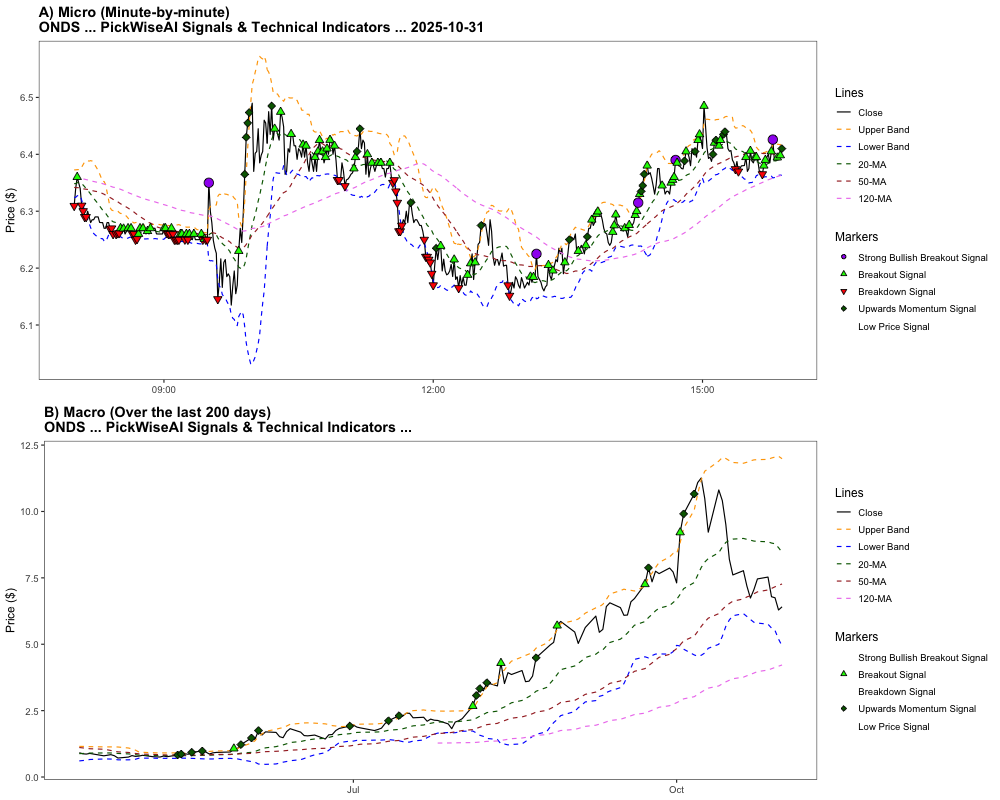 A) Micro (Minute-by-minute)
ONDS ... PickWiseAI Signals & Technical Indicators ... 2025-10-31
Price ($)
6.5
6.4
6.3
6.2
6.1
09:00
12:00
15:00
Lines
Close
Upper Band
Lower Band
20-MA
50-MA
120-MA
Markers
Strong Bullish Breakout Signal
Breakout Signal
Breakdown Signal
Upwards Momentum Signal
Low Price Signal
B) Macro (Over the last 200 days)
ONDS ... PickWiseAI Signals & Technical Indicators ...
Price ($)
12.5
10.0
7.5
5.0
2.5
0.0
Jul
Oct
Lines
Close
Upper Band
Lower Band
20-MA
50-MA
120-MA
Markers
Strong Bullish Breakout Signal
Breakout Signal
Breakdown Signal
Upwards Momentum Signal
Low Price Signal